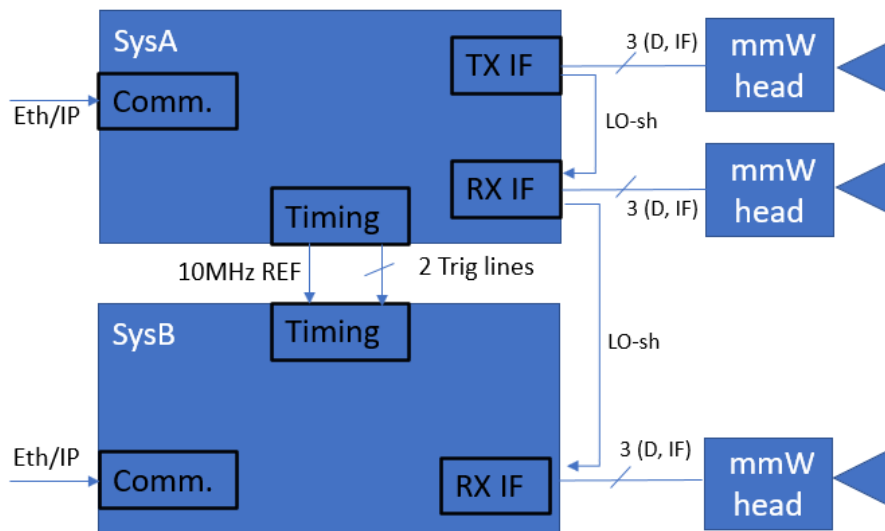 SysA
Comm.
Eth/IP
TX IF
3 (D, IF)
mmW
head
LO-sh
RX IF
3 (D, IF)
mmW
head
Timing
10MHz REF
2 Trig lines
SysB
Timing
LO-sh
Eth/IP
Comm.
RX IF
3 (D, IF)
mmW
head